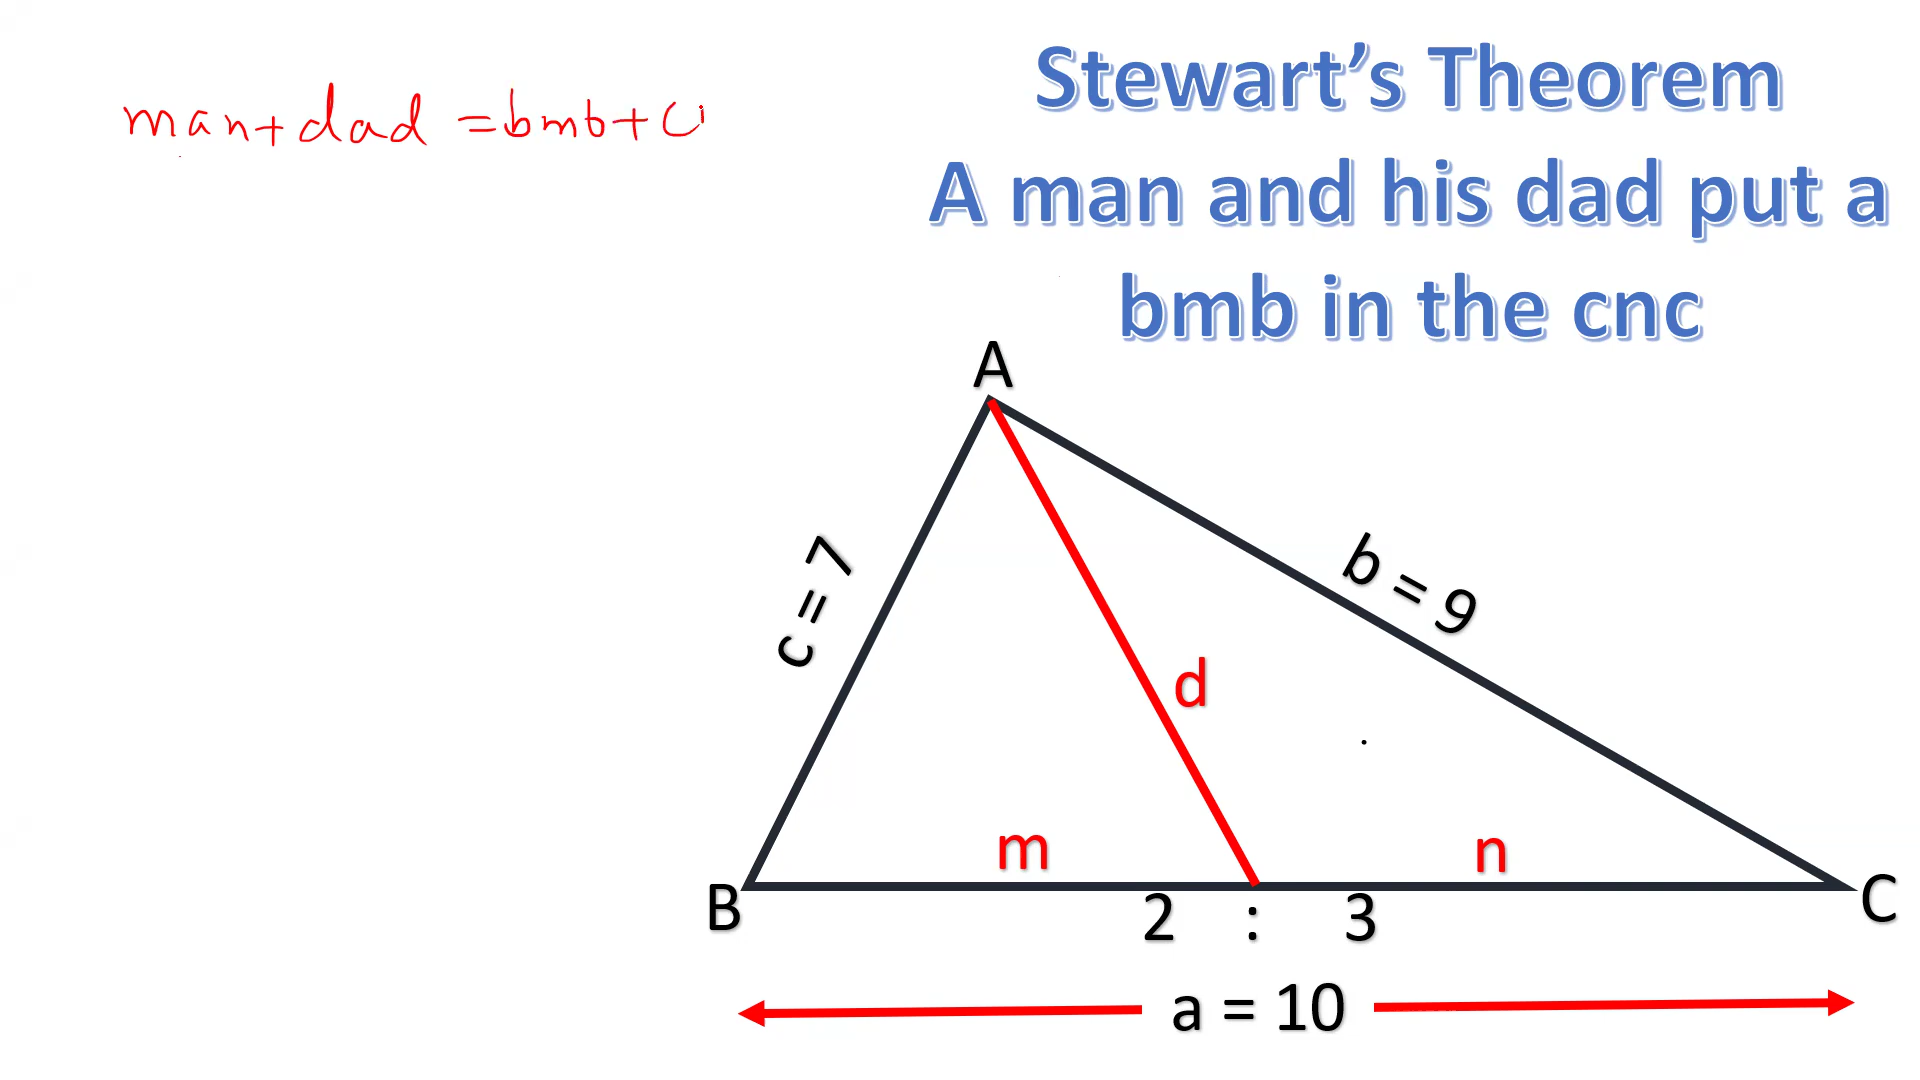 man+dad =bmb+c
Stewart’s Theorem
A man and his dad put a
bmb in the cnc
A
c = 7
b = 9
d
m
n
B
C
2 : 3
a = 10